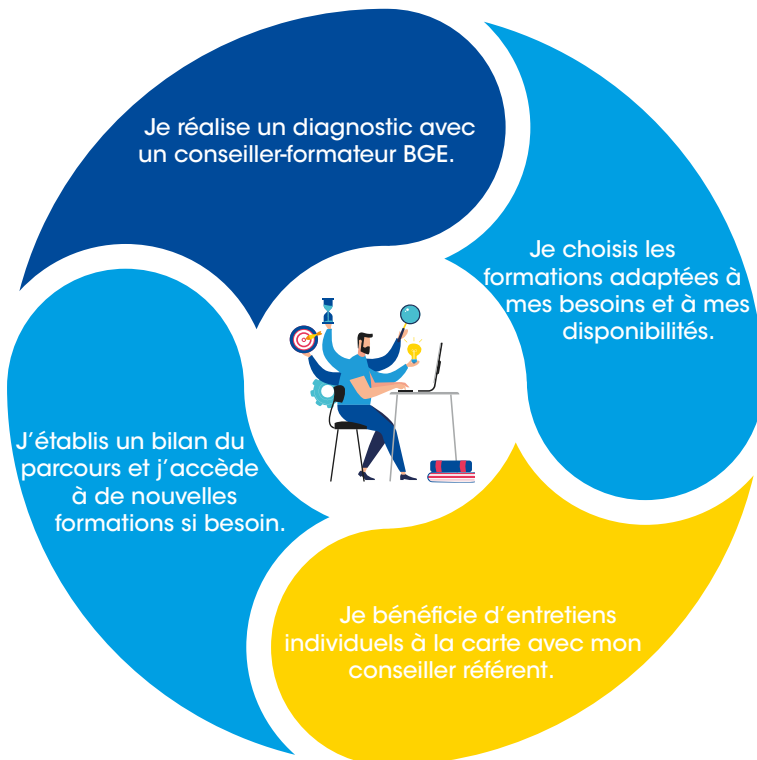 Je réalise un diagnostic avec
un conseiller-formateur BGE.
Je choisis les
formations adaptées à
mes besoins et à mes
disponibilités.
Je bénéficie d'entretiens
individuels à la carte avec mon
conseiller référent.
J'établis un bilan du
parcours et j'accède
à de nouvelles
formations si besoin.